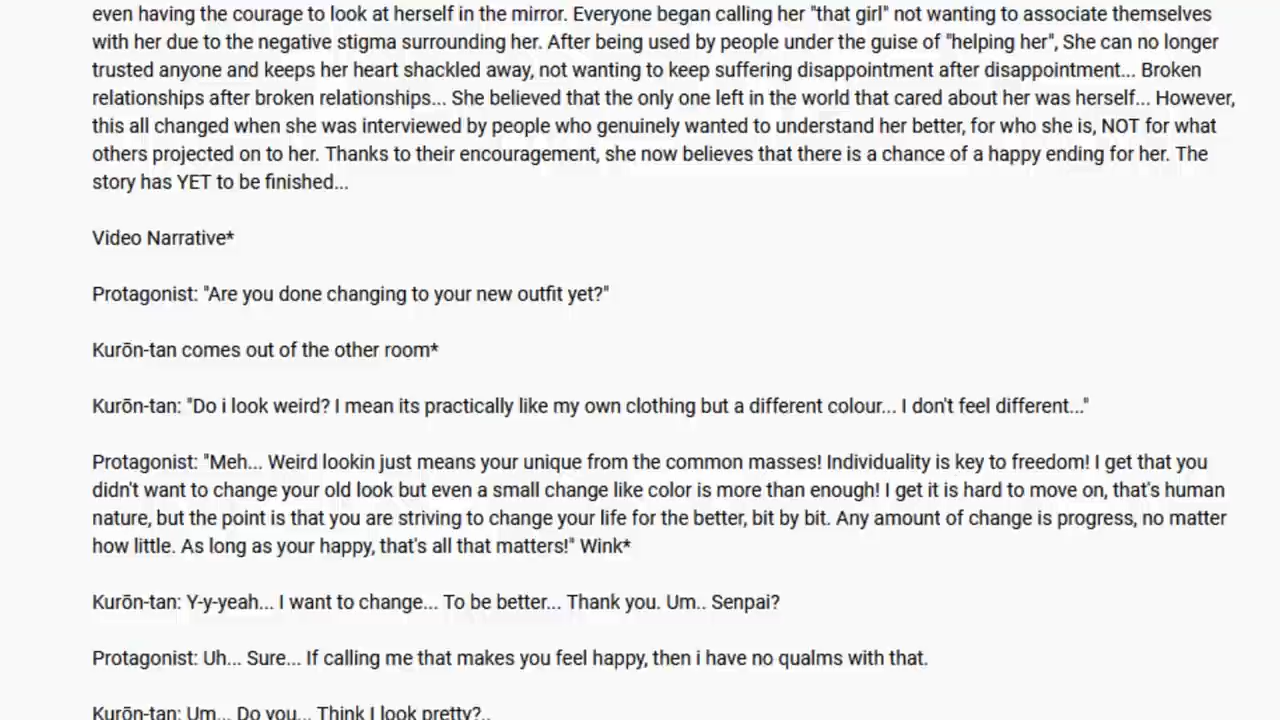 even having the courage to look at herself in the mirror. Everyone began calling her "that girl" not wanting to associate themselves
with her due to the negative stigma surrounding her. After being used by people under the guise of "helping her", She can no longer
trusted anyone and keeps her heart shackled away, not wanting to keep suffering disappointment after disappointment... Broken
relationships after broken relationships... She believed that the only one left in the world that cared about her was herself... However,
this all changed when she was interviewed by people who genuinely wanted to understand her better, for who she is, NOT for what
others projected on to her. Thanks to their encouragement, she now believes that there is a chance of a happy ending for her. The
story has YET to be finished...
Video Narrative*
Protagonist: "Are you done changing to your new outfit yet?"
Kurōn-tan comes out of the other room*
Kurōn-tan: "Do i look weird? I mean its practically like my own clothing but a different colour... I don't feel different..."
Protagonist: "Meh... Weird lookin just means your unique from the common masses! Individuality is key to freedom! I get that you
didn't want to change your old look but even a small change like color is more than enough! I get it is hard to move on, that's human
nature, but the point is that you are striving to change your life for the better, bit by bit. Any amount of change is progress, no matter
how little. As long as your happy, that's all that matters!" Wink*
Kurōn-tan: Y-y-yeah... I want to change... To be better... Thank you. Um.. Senpai?
Protagonist: Uh... Sure... If calling me that makes you feel happy, then i have no qualms with that.
Kurōn-tan: Um... Do you... Think I look pretty?..